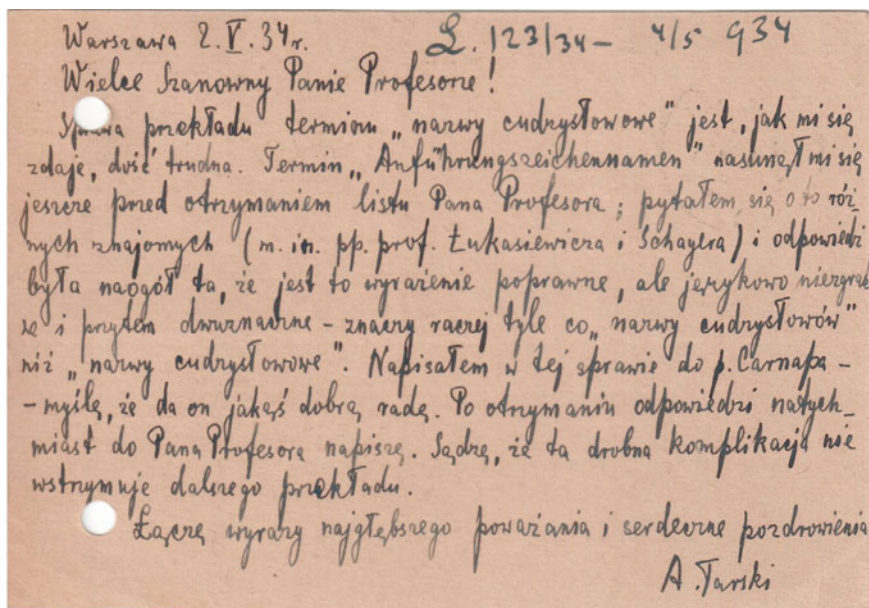 Warszawa 2. V. 34 r. L. 123/34 – 4/5 934
Wielce Szanowny Panie Profesorze!
Sprawa przekładu terminu „nazwy cudzysłowowe” jest, jak mi się
zdaje, dość trudna. Termin „Anführungszeichennamen” nasunął mi się
jeszcze przed otrzymaniem listu Pana Profesora; pytałem się o to róż-
nych znajomych (m. in. pp. prof. Łukasiewicza i Schayera) i odpowiedź
była naogół ta, że jest to wyrażenie poprawne, ale językowo niezgrab-
ne i przytem dwuznaczne – znaczy raczej tyle co „nazwy cudzysłowów”
niż „nazwy cudzysłowowe”. Napisałem w tej sprawie do p. Carnapa –
– myślę, że da on jakąś dobrą radę. Po otrzymaniu odpowiedzi natych-
miast do Pana Profesora napiszę. Sądzę, że ta drobna komplikacja nie
wstrzymuje dalszego przekładu.
Łączę wyrazy najgłębszego poważania i serdeczne pozdrowienia
A. Tarski